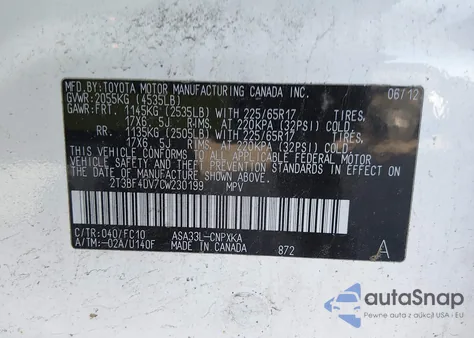 MFD.BY:TOYOTA MOTOR MANUFACTURING CANADA INC. 06/12
GVWR:2055KG (4535LB)
GAWR:FRT. 1145KG (2535LB) WITH 225/65R17 TIRES,
17X6.5J RIMS, AT 220KPA (32PSI) COLD.
RR. 1135KG (2505LB) WITH 225/65R17 TIRES,
17X6.5J RIMS, AT 220KPA (32PSI) COLD.
THIS VEHICLE CONFORMS TO ALL APPLICABLE FEDERAL MOTOR
VEHICLE SAFETY AND THEFT PREVENTION STANDARDS IN
EFFECT ON THE DATE OF MANUFACTURE SHOWN ABOVE.
2T3BF4DV7CW230199 MPV
C/TR:040/FC10 ASA33L-CNPXKA
A/TM:-02A/U140F MADE IN CANADA 872 A
autoSnap
Pewne aukcje z USA i EU